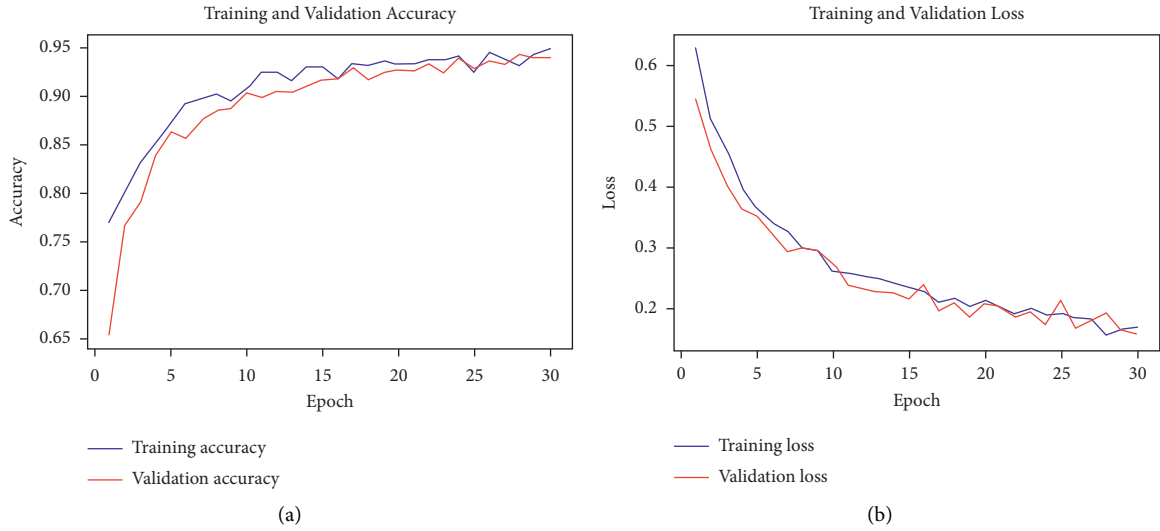 Training and Validation Accuracy
0.95
0.90
0.85
0.80
0.75
0.70
0.65
Accuracy
0 5 10 15 20 25 30
Epoch
Training accuracy
Validation accuracy
(a)
Training and Validation Loss
0.6
0.5
0.4
0.3
0.2
Loss
0 5 10 15 20 25 30
Epoch
Training loss
Validation loss
(b)